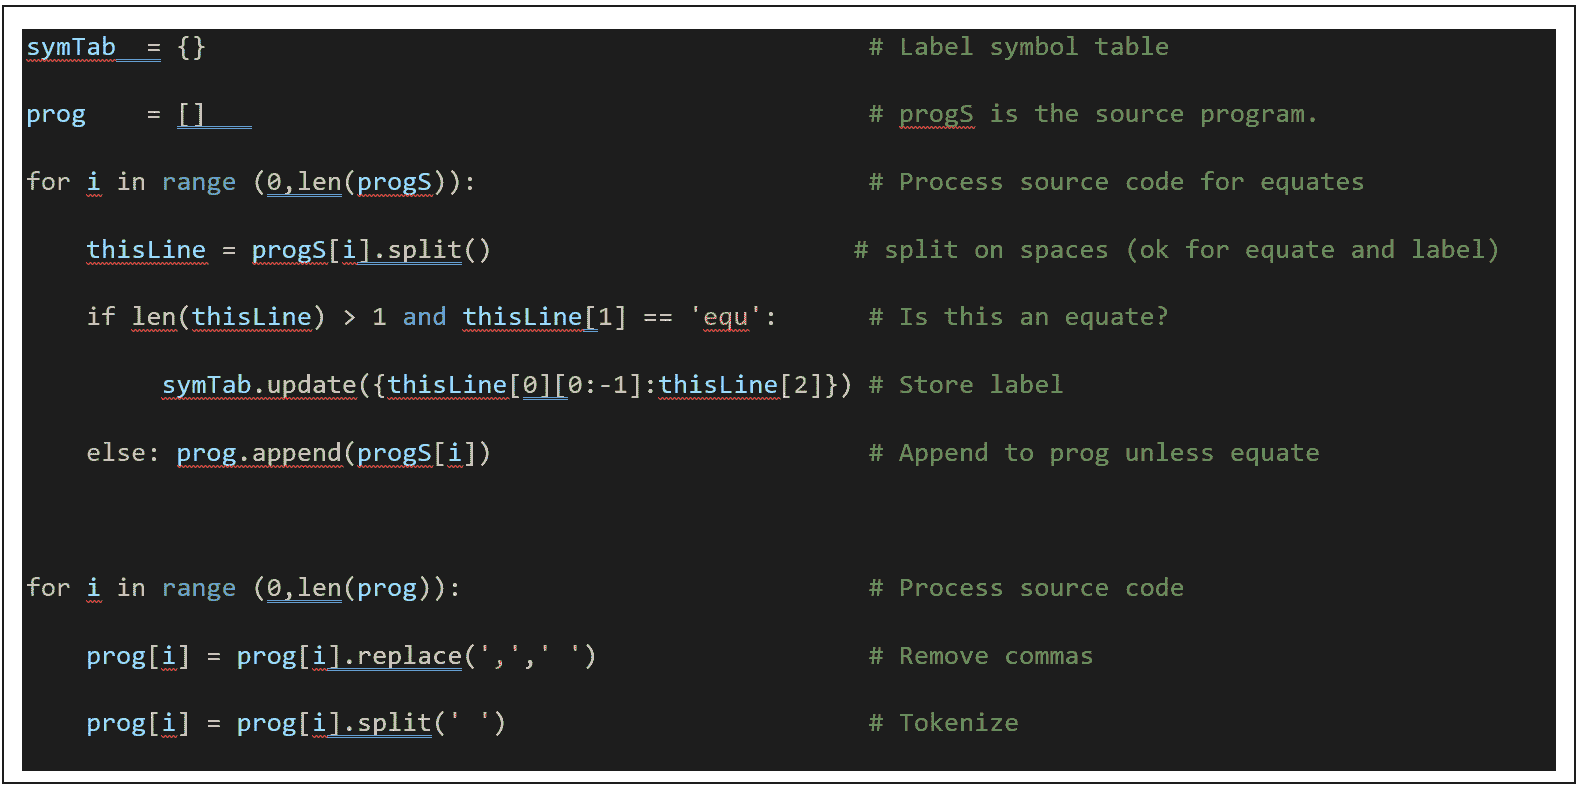 symTab  = {}                                            # Label symbol table
prog    = []                                            # progS is the source program.
for i in range (0,len(progS)):                          # Process source code for equates
    thisLine = progS[i].split()                        # split on spaces (ok for equate and label)
    if len(thisLine) > 1 and thisLine[1] == 'equ':      # Is this an equate?
         symTab.update({thisLine[0][0:-1]:thisLine[2]}) # Store label
    else: prog.append(progS[i])                         # Append to prog unless equate
for i in range (0,len(prog)):                           # Process source code
    prog[i] = prog[i].replace(',',' ')                  # Remove commas
    prog[i] = prog[i].split(' ')                        # Tokenize